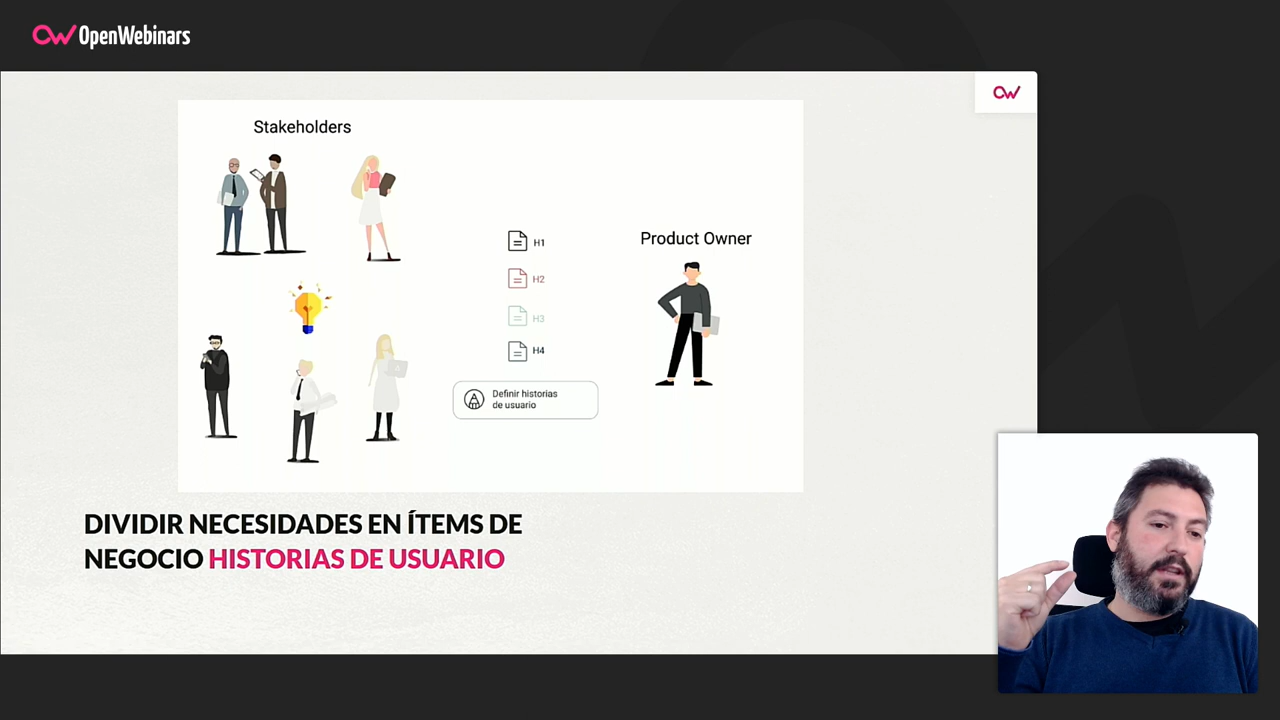 OpenWebinars
Stakeholders
H1
H2
H3
H4
Definir historias
de usuario
Product Owner
DIVIDIR NECESIDADES EN ÍTEMS DE
NEGOCIO HISTORIAS DE USUARIO